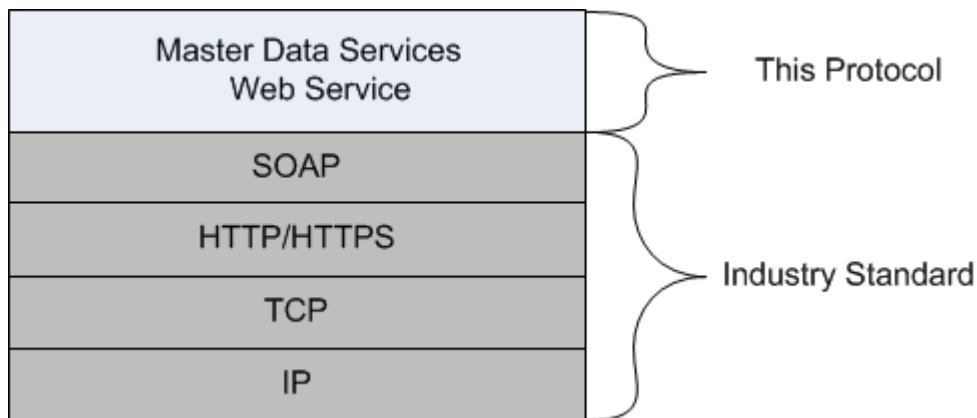 Master Data Services
Web Service
This Protocol
SOAP
HTTP/HTTPS
Industry Standard
TCP
IP